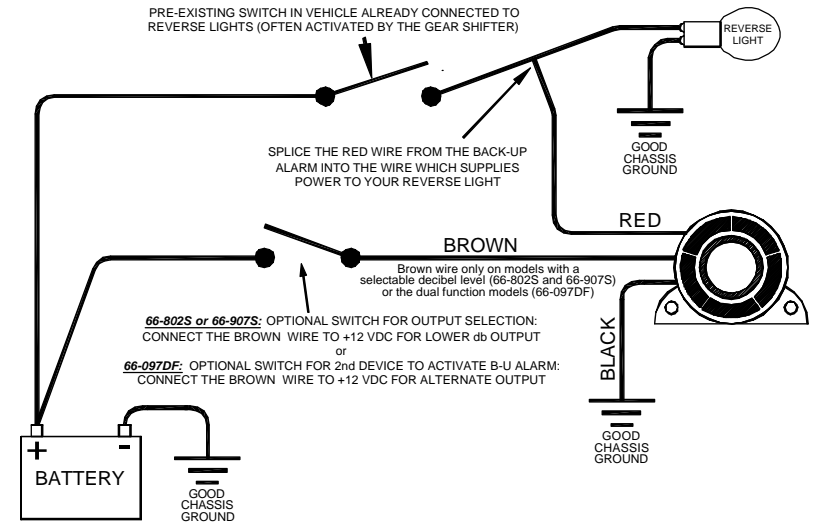 PRE-EXISTING SWITCH IN VEHICLE ALREADY CONNECTED TO
REVERSE LIGHTS (OFTEN ACTIVATED BY THE GEAR SHIFTER)
REVERSE
LIGHT
GOOD
CHASSIS
GROUND
SPLICE THE RED WIRE FROM THE BACK-UP
ALARM INTO THE WIRE WHICH SUPPLIES
POWER TO YOUR REVERSE LIGHT
RED
BROWN
Brown wire only on models with a
selectable decibel level (66-802S and 66-907S)
or the dual function models (66-097DF)
66-802S or 66-907S: OPTIONAL SWITCH FOR OUTPUT SELECTION:
CONNECT THE BROWN WIRE TO +12 VDC FOR LOWER db OUTPUT
or
66-097DF: OPTIONAL SWITCH FOR 2nd DEVICE TO ACTIVATE B-U ALARM:
CONNECT THE BROWN WIRE TO +12 VDC FOR ALTERNATE OUTPUT
BLACK
GOOD
CHASSIS
GROUND
+ -
BATTERY
GOOD
CHASSIS
GROUND